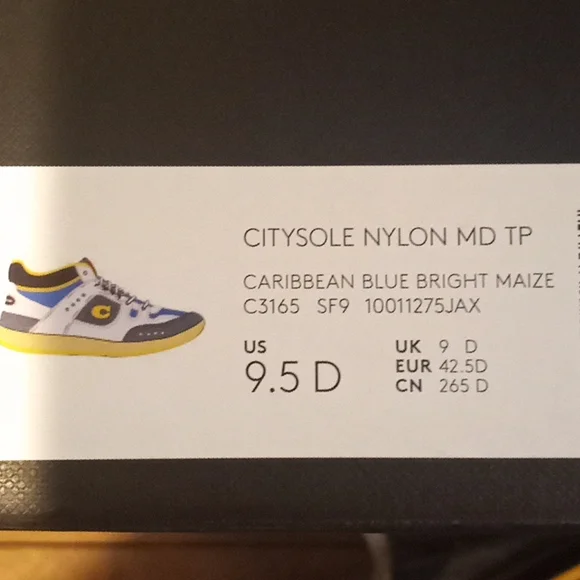 CITYSOLE NYLON MD TP
CARIBBEAN BLUE BRIGHT MAIZE
C3165 SF9 10011275JAX
US
9.5 D
UK 9 D
EUR 42.5D
CN 265 D